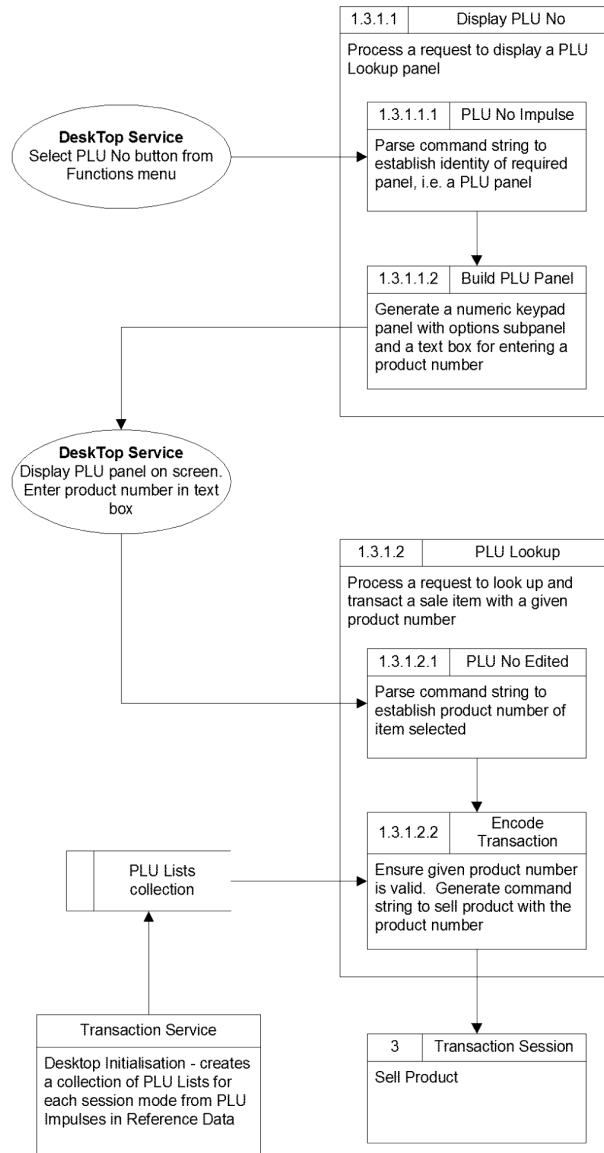 1.3.1.1 Display PLU No
Process a request to display a PLU
Lookup panel
1.3.1.1.1 PLU No Impulse
Parse command string to
establish identity of required
panel, i.e. a PLU panel
DeskTop Service
Select PLU No button from
Functions menu
1.3.1.1.2 Build PLU Panel
Generate a numeric keypad
panel with options subpanel
and a text box for entering a
product number
DeskTop Service
Display PLU panel on screen.
Enter product number in text
box
1.3.1.2 PLU Lookup
Process a request to look up and
transact a sale item with a given
product number
1.3.1.2.1 PLU No Edited
Parse command string to
establish product number of
item selected
1.3.1.2.2 Encode
Transaction
Ensure given product number
is valid. Generate command
string to sell product with the
product number
PLU Lists
collection
Transaction Service
Desktop Initialisation - creates
a collection of PLU Lists for
each session mode from PLU
Impulses in Reference Data
3 Transaction Session
Sell Product